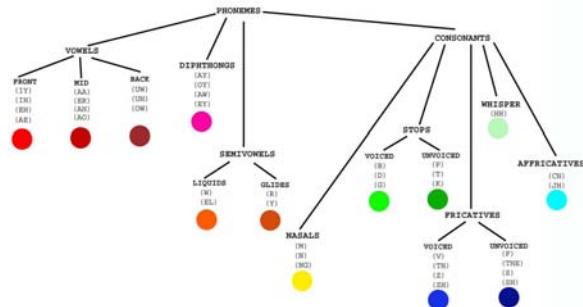 PHONEMES
VOWELS
FRONT
(IY)
(IH)
(EH)
(AE)
MID
(AA)
(ER)
(AH)
(AO)
BACK
(UW)
(UH)
(OW)
DIPHTHONGS
(AY)
(OY)
(AW)
(EY)
SEMIVOWELS
LIQUIDS
(W)
(EL)
GLIDES
(R)
(Y)
CONSONANTS
NASALS
(M)
(N)
(NG)
STOPS
VOICED
(B)
(D)
(G)
UNVOICED
(P)
(T)
(K)
WHISPER
(HH)
FRICATIVES
VOICED
(V)
(TH)
(Z)
(ZH)
UNVOICED
(F)
(THE)
(S)
(SH)
AFFRICATIVES
(CH)
(JH)